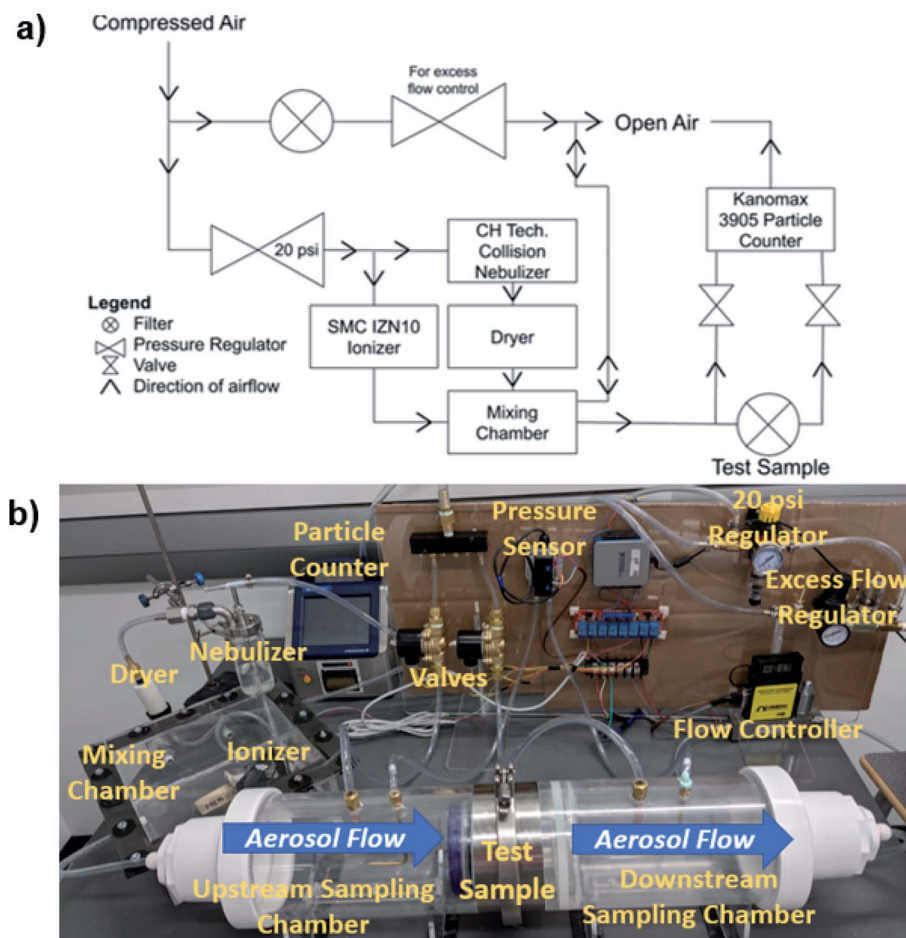 a)
Compressed Air
For excess
flow control
Open Air
Kanomax
3905 Particle
Counter
20 psi
CH Tech.
Collision
Nebulizer
Legend
Filter
Pressure Regulator
Valve
Direction of airflow
SMC IZN10
Ionizer
Dryer
Mixing
Chamber
Test Sample
b)
Particle
Counter
Pressure
Sensor
20 psi
Regulator
Excess Flow
Regulator
Nebulizer
Dryer
Valves
Flow Controller
Mixing
Chamber
Ionizer
Aerosol Flow
Test
Sample
Aerosol Flow
Upstream Sampling
Chamber
Downstream
Sampling Chamber